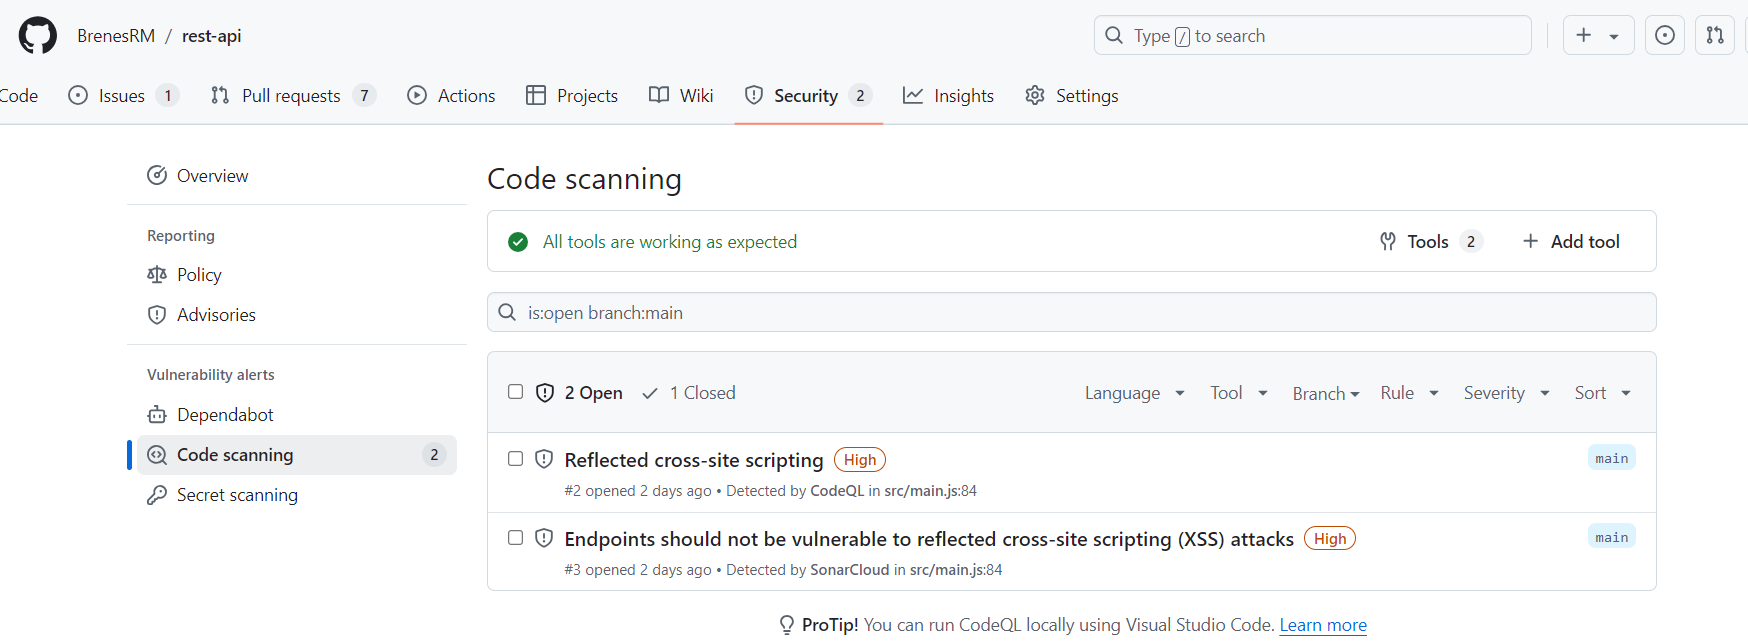 BrenesRM / rest-api
Type / to search
Code Issues 1 Pull requests 7 Actions Projects Wiki Security 2 Insights Settings
Overview
Reporting
Policy
Advisories
Vulnerability alerts
Dependabot
Code scanning 2
Secret scanning
Code scanning
All tools are working as expected Tools 2 Add tool
is:open branch:main
2 Open 1 Closed Language Tool Branch Rule Severity Sort
Reflected cross-site scripting High main
#2 opened 2 days ago • Detected by CodeQL in src/main.js:84
Endpoints should not be vulnerable to reflected cross-site scripting (XSS) attacks High main
#3 opened 2 days ago • Detected by SonarCloud in src/main.js:84
ProTip! You can run CodeQL locally using Visual Studio Code. Learn more